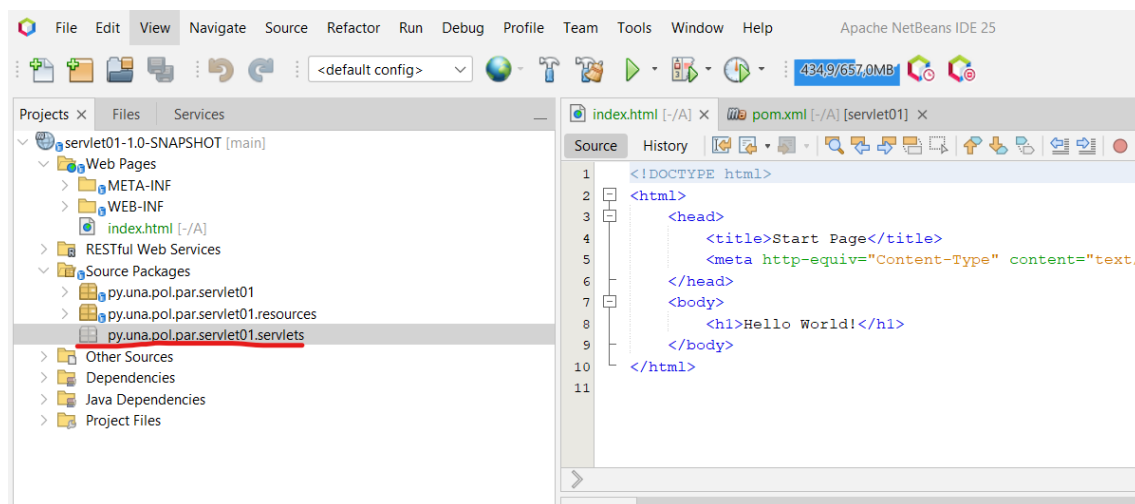 File Edit View Navigate Source Refactor Run Debug Profile Team Tools Window Help Apache NetBeans IDE 25
<default config> 434,9/657,0MB
Projects Files Services
index.html [-/A] pom.xml [-/A] [servlet01]
servlet01-1.0-SNAPSHOT [main]
Web Pages
META-INF
WEB-INF
index.html [-/A]
RESTful Web Services
Source Packages
py.una.pol.par.servlet01
py.una.pol.par.servlet01.resources
py.una.pol.par.servlet01.servlets
Other Sources
Dependencies
Java Dependencies
Project Files
Source History
1 <!DOCTYPE html>
2 <html>
3 <head>
4 <title>Start Page</title>
5 <meta http-equiv="Content-Type" content="text/
6 </head>
7 <body>
8 <h1>Hello World!</h1>
9 </body>
10 </html>
11